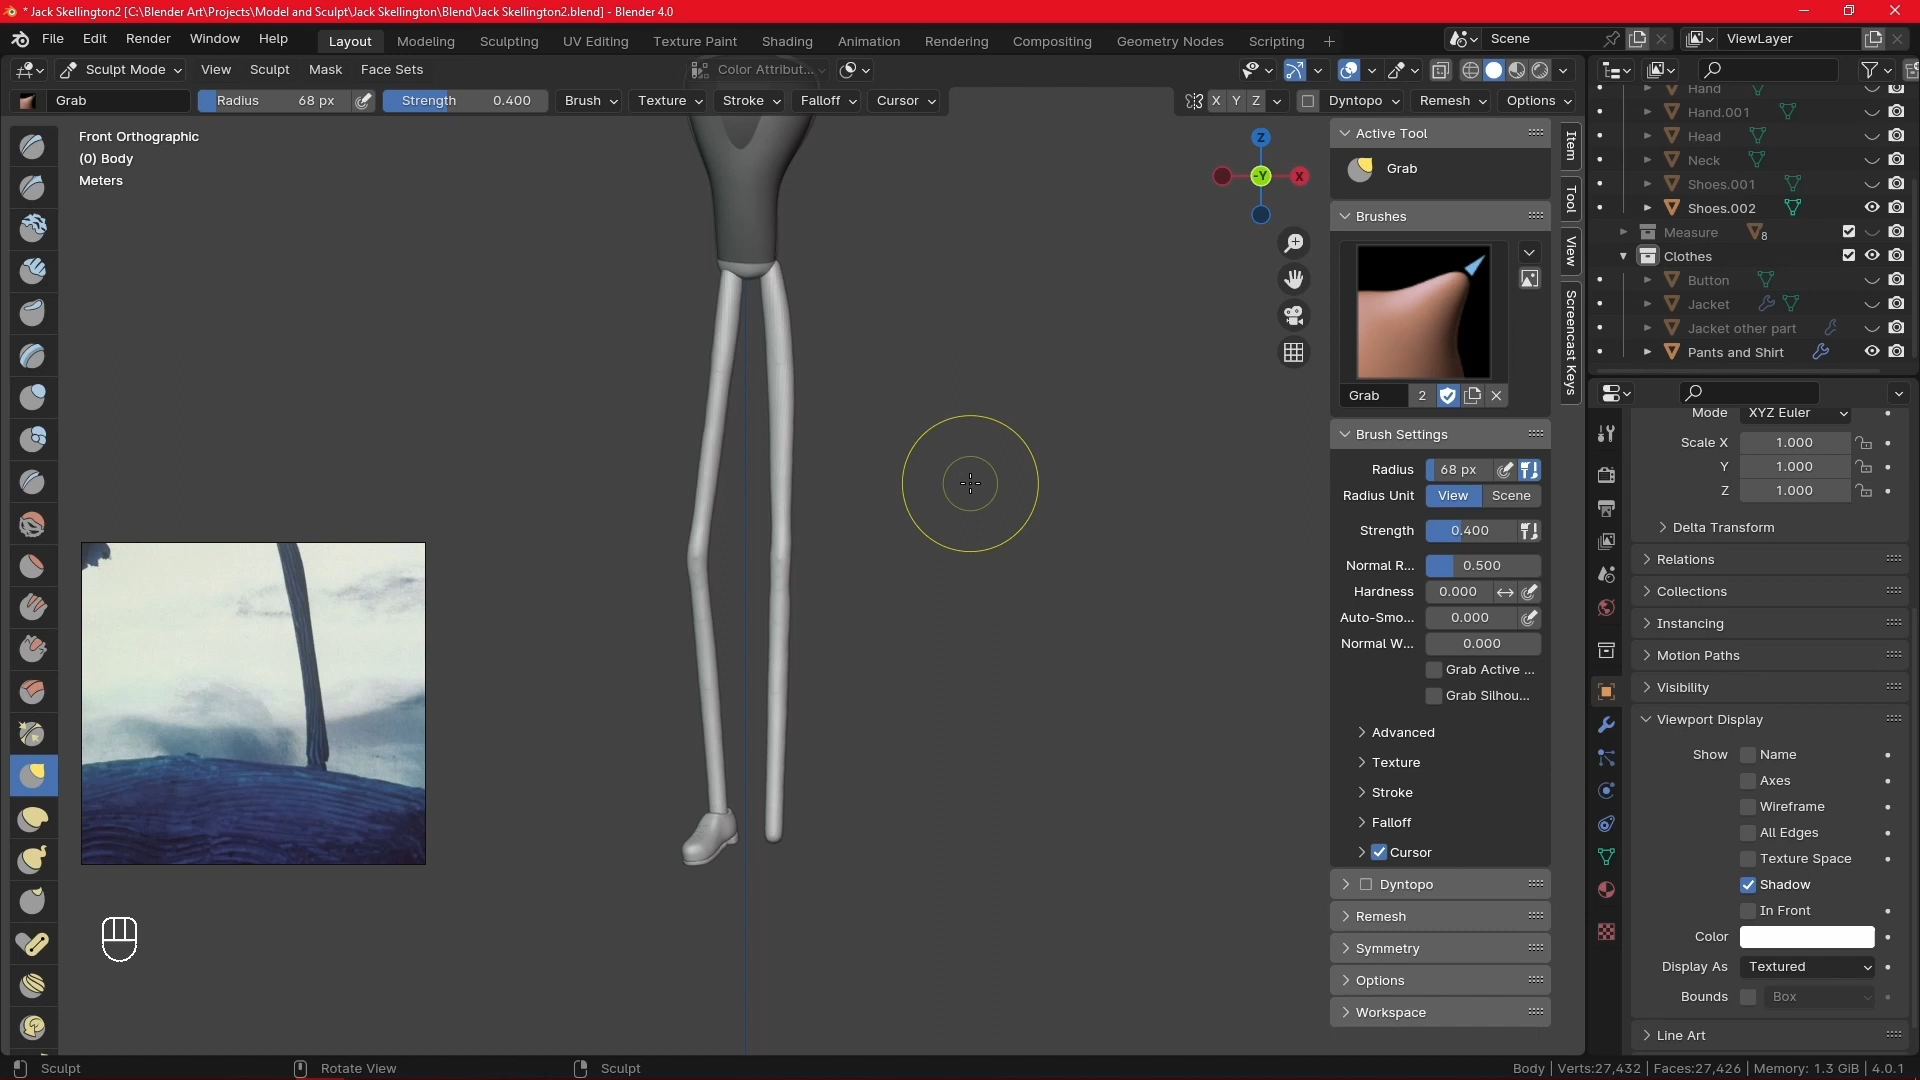 * Jack Skellington2 [C:\Blender Art\Projects\Model and Sculpt\Jack Skellington\Blend\Jack Skellington2.blend] - Blender 4.0
File Edit Render Window Help Layout Modeling Sculpting UV Editing Texture Paint Shading Animation Rendering Compositing Geometry Nodes Scripting + Scene ViewLayer
Sculpt Mode View Sculpt Mask Face Sets Color Attribut...
Grab Radius 68 px Strength 0.400 Brush Texture Stroke Falloff Cursor X Y Z Dyntopo Remesh Options
Front Orthographic
(0) Body
Meters
Z
-Y
X
Active Tool
Grab
Brushes
Grab 2
Brush Settings
Radius 68 px
Radius Unit View Scene
Strength 0.400
Normal R... 0.500
Hardness 0.000
Auto-Smo... 0.000
Normal W... 0.000
Grab Active ...
Grab Silhou...
Advanced
Texture
Stroke
Falloff
Cursor
Dyntopo
Remesh
Symmetry
Options
Workspace
Item
Tool
View
Screencast Keys
Hand
Hand.001
Head
Neck
Shoes.001
Shoes.002
Measure 8
Clothes
Button
Jacket
Jacket other part
Pants and Shirt
Mode XYZ Euler
Scale X 1.000
Y 1.000
Z 1.000
Delta Transform
Relations
Collections
Instancing
Motion Paths
Visibility
Viewport Display
Show Name
Axes
Wireframe
All Edges
Texture Space
Shadow
In Front
Color
Display As Textured
Bounds Box
Line Art
Sculpt Rotate View Sculpt Body | Verts:27,432 | Faces:27,426 | Memory: 1.3 GiB | 4.0.1